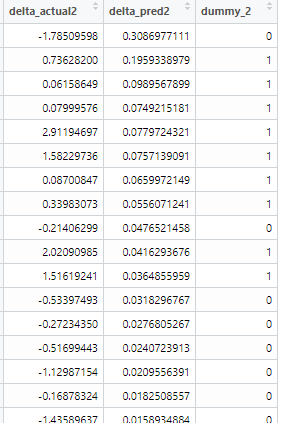 delta_actual2 delta_pred2 dummy_2
-1.78509598 0.3086977111 0
0.73628200 0.1959338979 1
0.06158649 0.0989567899 1
0.07999576 0.0749215181 1
2.91194697 0.0779724321 1
1.58229736 0.0757139091 1
0.08700847 0.0659972149 1
0.33983073 0.0556071241 1
-0.21406299 0.0476521458 0
2.02090985 0.0416293676 1
1.51619241 0.0364855959 1
-0.53397493 0.0318296767 0
-0.27234350 0.0276805267 0
-0.51699443 0.0240723913 0
-1.12987154 0.0209556391 0
-0.16878324 0.0182508557 0
-1.43589637 0.0158934884 0